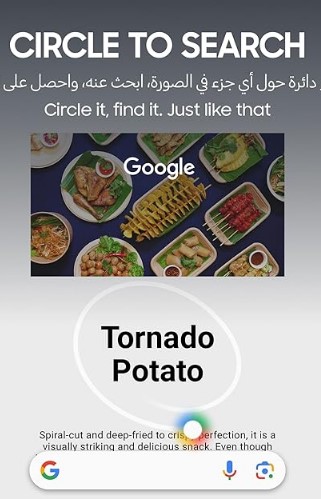 CIRCLE TO SEARCH
دائرة حول أي جزء في الصورة، ابحث عنه، واحصل على
Circle it, find it. Just like that
Google
Tornado
Potato
Spiral-cut and deep-fried to crispy perfection, it is a
visually striking and delicious snack. Even though